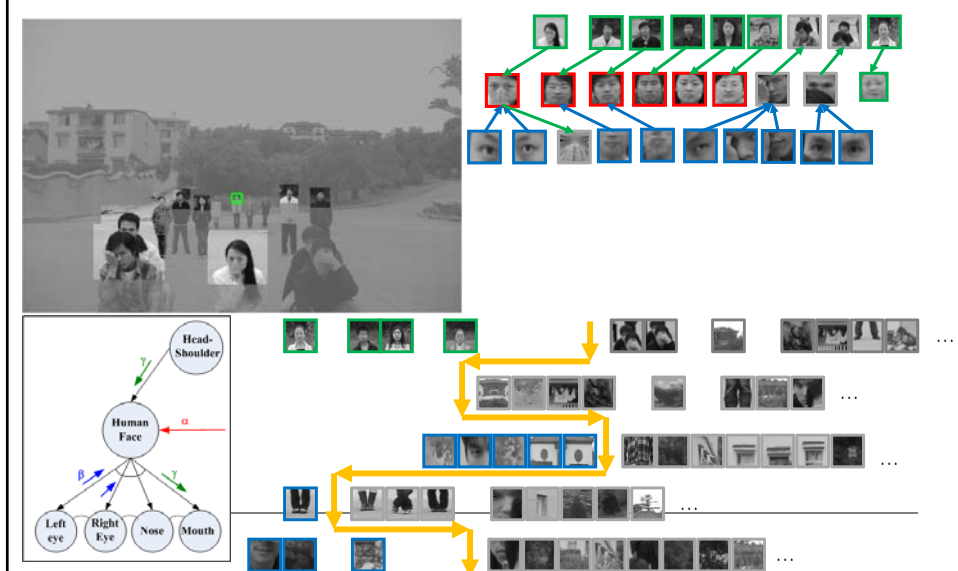 Head-
Shoulder
γ
Human
Face
α
β
γ
Left
eye
Right
Eye
Nose
Mouth
...
...
...
...
...